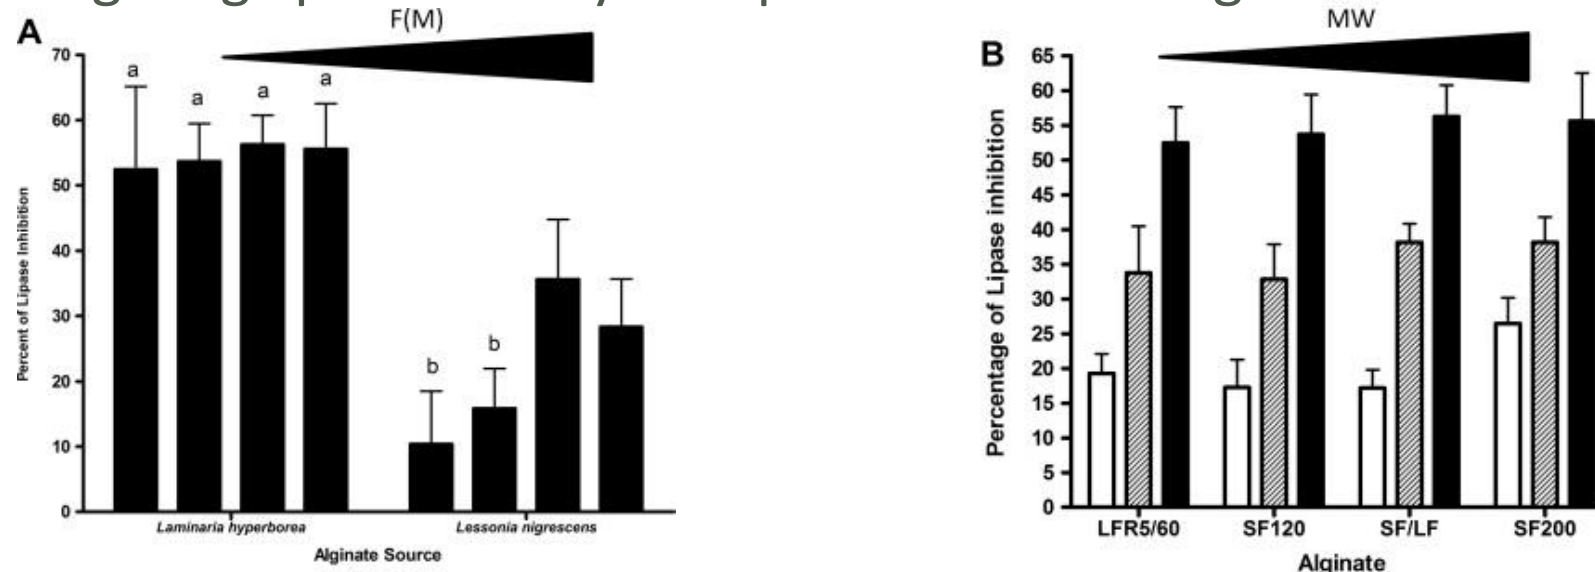 F(M)
A
70
60
50
40
30
20
10
0
a
a
a
a
b
b
Percent of Lipase Inhibition
Laminaria hyperborea
Lessonia nigrescens
Alginate Source
MW
B
65
60
55
50
45
40
35
30
25
20
15
10
5
0
Percentage of Lipase inhibition
LFR5/60
SF120
SF/LF
SF200
Alginate